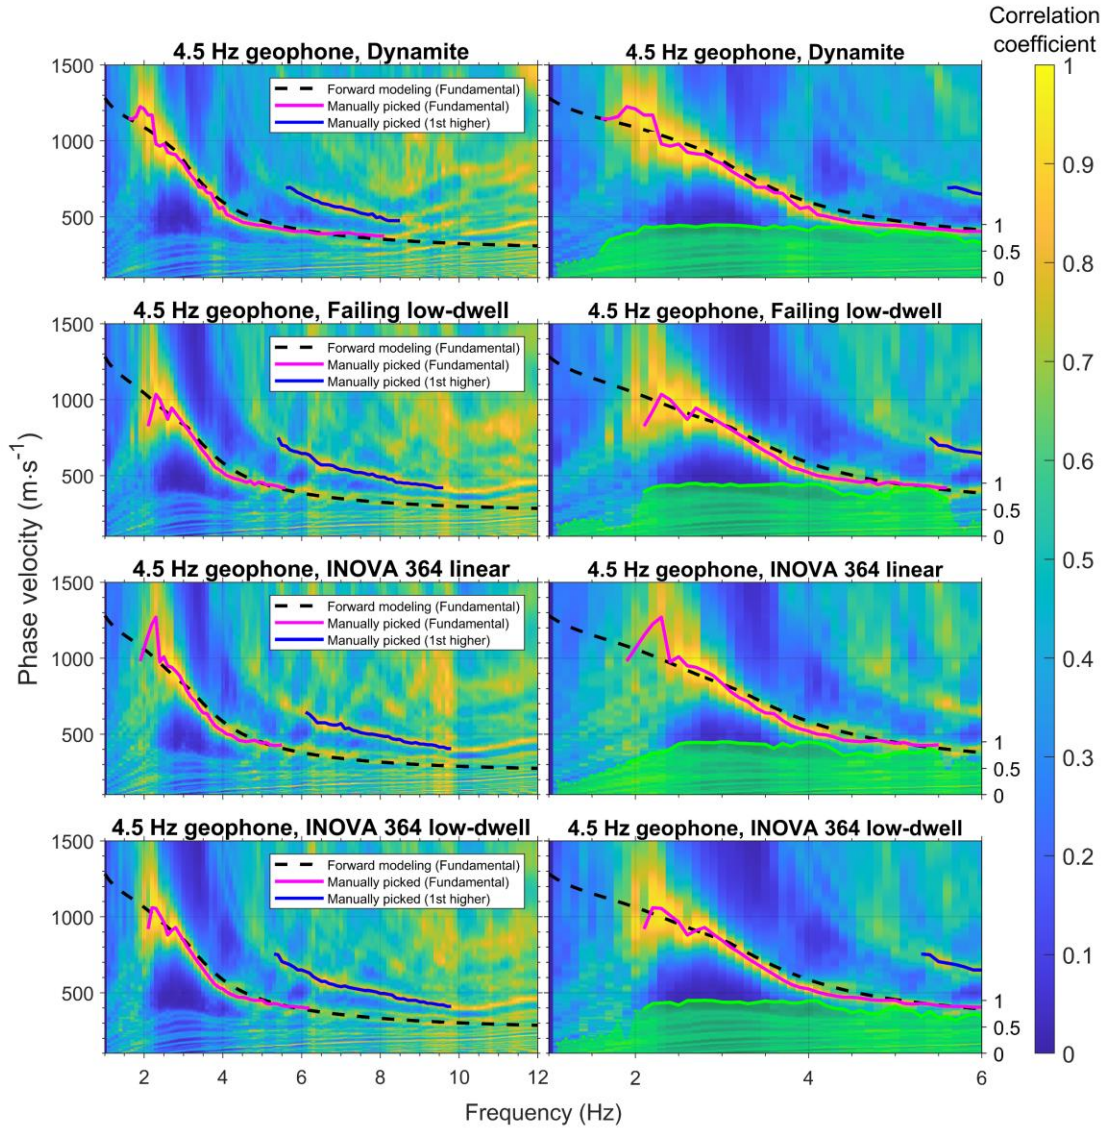 Correlation
coefficient
4.5 Hz geophone, Dynamite
1500
1000
500
Forward modeling (Fundamental)
Manually picked (Fundamental)
Manually picked (1st higher)
4.5 Hz geophone, Dynamite
1
0.5
0
4.5 Hz geophone, Failing low-dwell
1500
1000
500
Forward modeling (Fundamental)
Manually picked (Fundamental)
Manually picked (1st higher)
4.5 Hz geophone, Failing low-dwell
1
0.5
0
4.5 Hz geophone, INOVA 364 linear
1500
1000
500
Forward modeling (Fundamental)
Manually picked (Fundamental)
Manually picked (1st higher)
4.5 Hz geophone, INOVA 364 linear
1
0.5
0
4.5 Hz geophone, INOVA 364 low-dwell
1500
1000
500
Forward modeling (Fundamental)
Manually picked (Fundamental)
Manually picked (1st higher)
4.5 Hz geophone, INOVA 364 low-dwell
1
0.5
0
2 4 6 8 10 12
2 4 6
Phase velocity (m·s⁻¹)
Frequency (Hz)
1
0.9
0.8
0.7
0.6
0.5
0.4
0.3
0.2
0.1
0